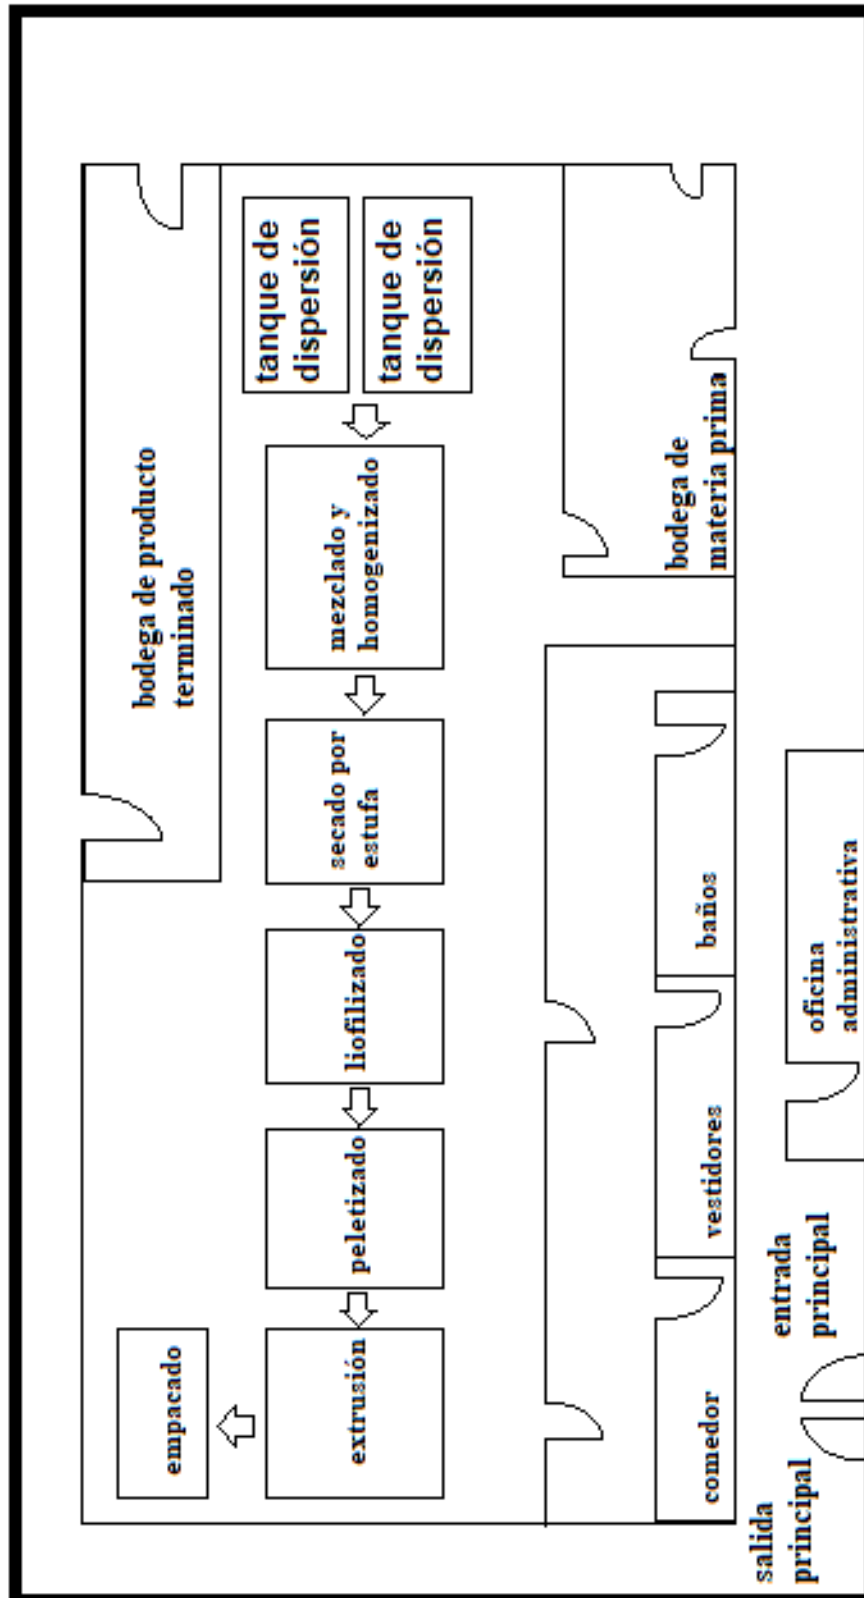 bodega de producto
terminado
tanque de
dispersión
tanque de
dispersión
mezclado y
homogenizado
secado por
estufa
liofilizado
peletizado
extrusión
empacado
bodega de
materia prima
baños
vestidores
comedor
oficina
administrativa
entrada
principal
salida
principal